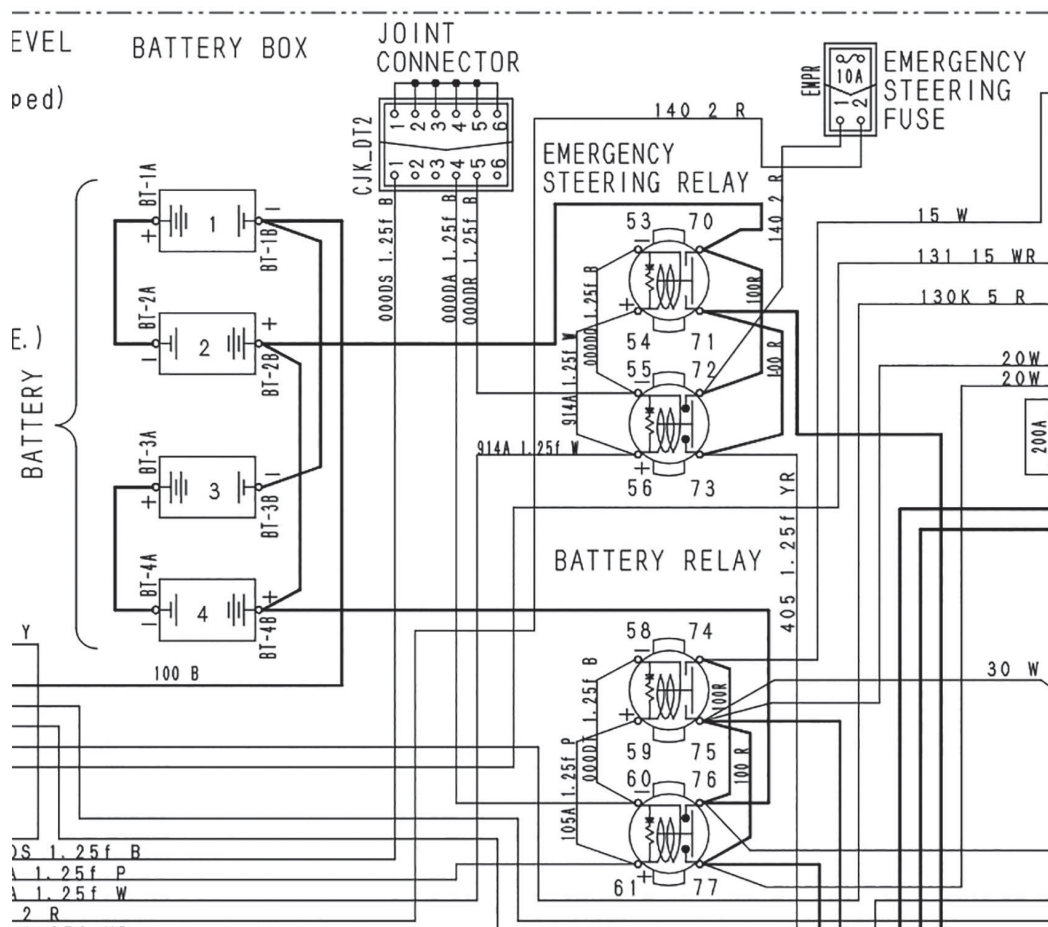 EVEL
BATTERY BOX
JOINT
CONNECTOR
ped)
1 2 3 4 5 6
CJK_DT2
1 2 3 4 5 6
EMPR
10A
1 2
EMERGENCY
STEERING
FUSE
140 2 R
EMERGENCY
STEERING RELAY
140 2 R
BT-1A
1
+
−
BT-1B
000DS 1.25f B
000DA 1.25f B
000DR 1.25f B
53 70
−
15 W
131 15 WR
130K 5 R
BT-2A
+
2
−
BT-2B
E.)
BATTERY
100R
+
54 71
914A 1.25f W
100 R
55 72
−
20W
20W
200A
BT-3A
−
3
+
BT-3B
914A 1.25f W
+
56 73
405 1.25f YR
BATTERY RELAY
BT-4A
+
4
−
BT-4B
Y
100 B
58 74
−
000DT 1.25f B
100R
30 W
+
59 75
105A 1.25f P
100 R
60 76
−
DS 1.25f B
A 1.25f P
A 1.25f W
2 R
+
61 77